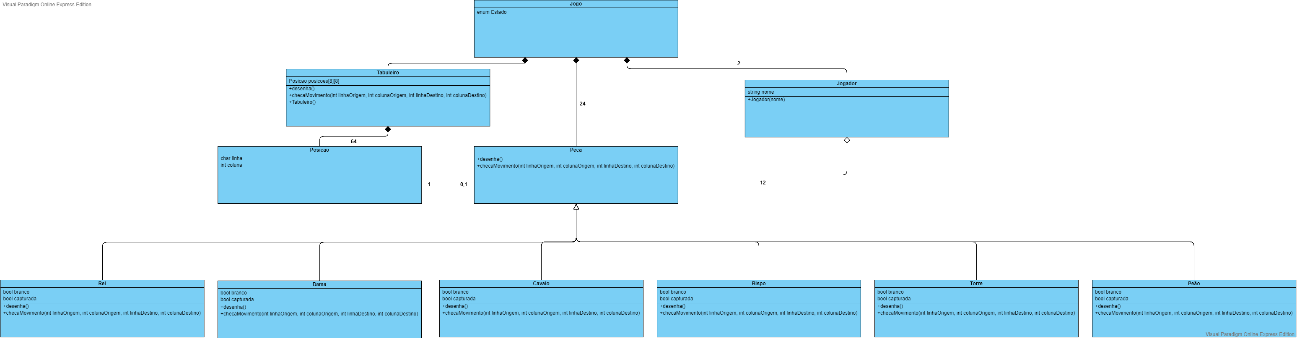 Visual Paradigm Online Express Edition
Jogo
enum Estado
2
Tabuleiro
Posicao posicoes[8][8]
+desenha()
+checaMovimento(int linhaOrigem, int colunaOrigem, int linhaDestino, int colunaDestino)
+Tabuleiro()
Jogador
string nome
+Jogador(nome)
24
64
Posicao
char linha
int coluna
Peca
+desenha()
+checaMovimento(int linhaOrigem, int colunaOrigem, int linhaDestino, int colunaDestino)
1
0,1
12
Rei
bool branco
bool capturada
+desenha()
+checaMovimento(int linhaOrigem, int colunaOrigem, int linhaDestino, int colunaDestino)
Dama
bool branco
bool capturada
+desenha()
+checaMovimento(int linhaOrigem, int colunaOrigem, int linhaDestino, int colunaDestino)
Cavalo
bool branco
bool capturada
+desenha()
+checaMovimento(int linhaOrigem, int colunaOrigem, int linhaDestino, int colunaDestino)
Bispo
bool branco
bool capturada
+desenha()
+checaMovimento(int linhaOrigem, int colunaOrigem, int linhaDestino, int colunaDestino)
Torre
bool branco
bool capturada
+desenha()
+checaMovimento(int linhaOrigem, int colunaOrigem, int linhaDestino, int colunaDestino)
Peão
bool branco
bool capturada
+desenha()
+checaMovimento(int linhaOrigem, int colunaOrigem, int linhaDestino, int colunaDestino)
Visual Paradigm Online Express Edition